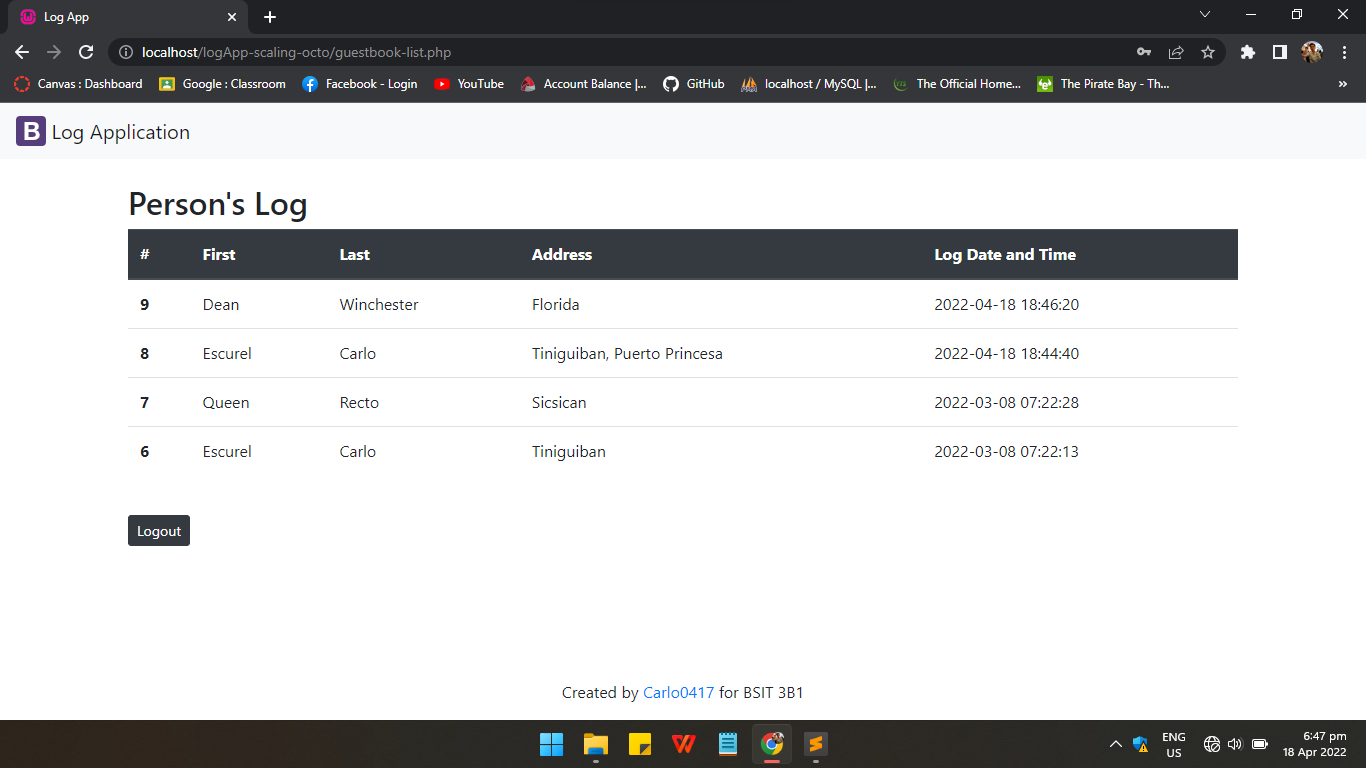 Log App
localhost/logApp-scaling-octo/guestbook-list.php
Canvas : Dashboard Google : Classroom Facebook - Login YouTube Account Balance |... GitHub localhost / MySQL |... The Official Home... The Pirate Bay - Th... »
B Log Application
Person's Log
# First Last Address Log Date and Time
9 Dean Winchester Florida 2022-04-18 18:46:20
8 Escurel Carlo Tiniguiban, Puerto Princesa 2022-04-18 18:44:40
7 Queen Recto Sicsican 2022-03-08 07:22:28
6 Escurel Carlo Tiniguiban 2022-03-08 07:22:13
Logout
Created by Carlo0417 for BSIT 3B1
ENG 6:47 pm
US 18 Apr 2022